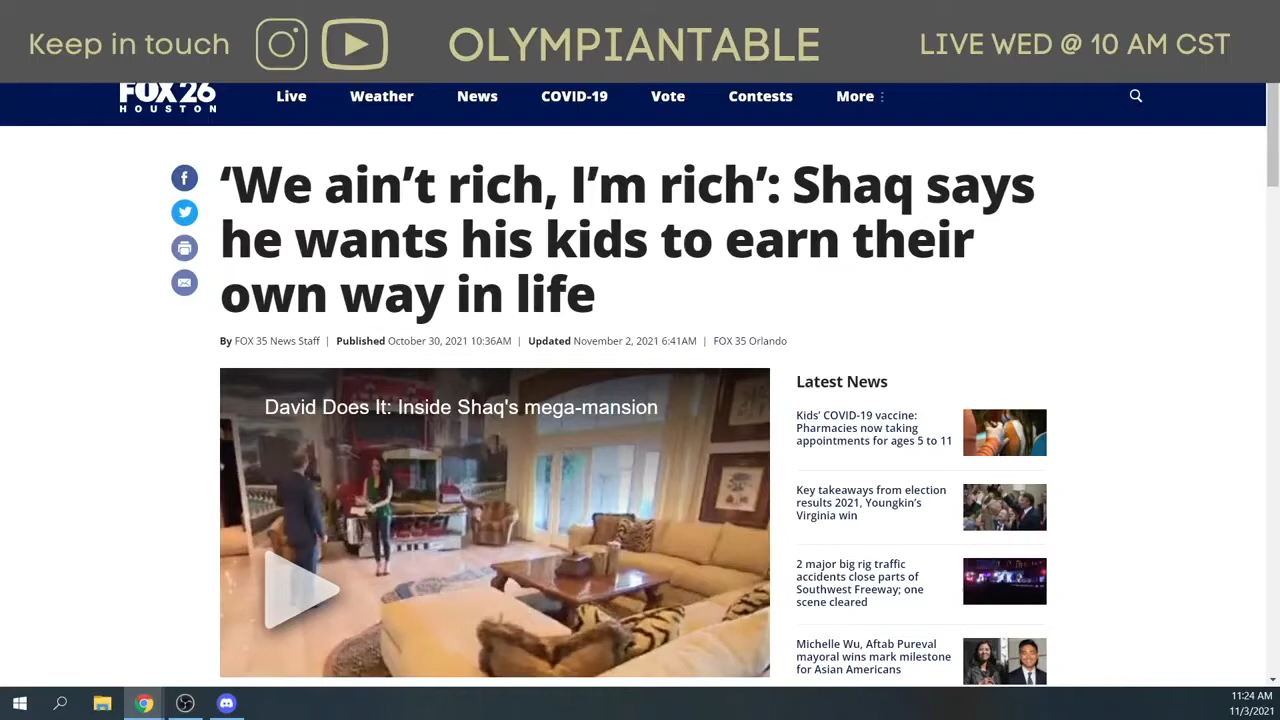 Keep in touch
OLYMPIANTABLE
LIVE WED @ 10 AM CST
FOX 26
HOUSTON
Live
Weather
News
COVID-19
Vote
Contests
More
‘We ain’t rich, I’m rich’: Shaq says
he wants his kids to earn their
own way in life
By FOX 35 News Staff | Published October 30, 2021 10:36AM | Updated November 2, 2021 6:41AM | FOX 35 Orlando
David Does It: Inside Shaq's mega-mansion
Latest News
Kids’ COVID-19 vaccine:
Pharmacies now taking
appointments for ages 5 to 11
Key takeaways from election
results 2021, Youngkin’s
Virginia win
2 major big rig traffic
accidents close parts of
Southwest Freeway; one
scene cleared
Michelle Wu, Aftab Pureval
mayoral wins mark milestone
for Asian Americans
11:24 AM
11/3/2021